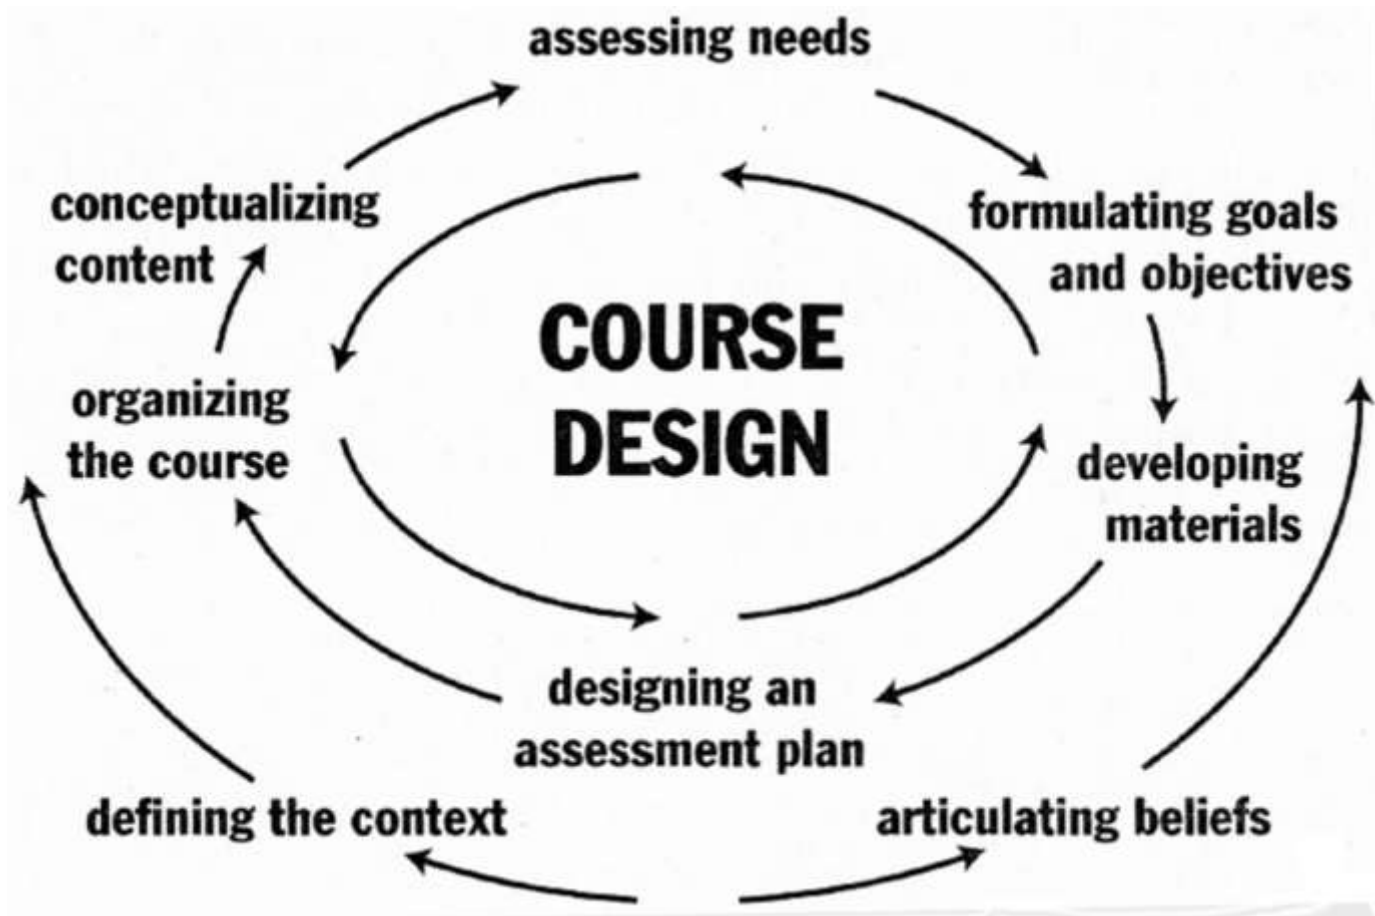 assessing needs
conceptualizing
content
formulating goals
and objectives
COURSE
DESIGN
organizing
the course
developing
materials
designing an
assessment plan
defining the context
articulating beliefs